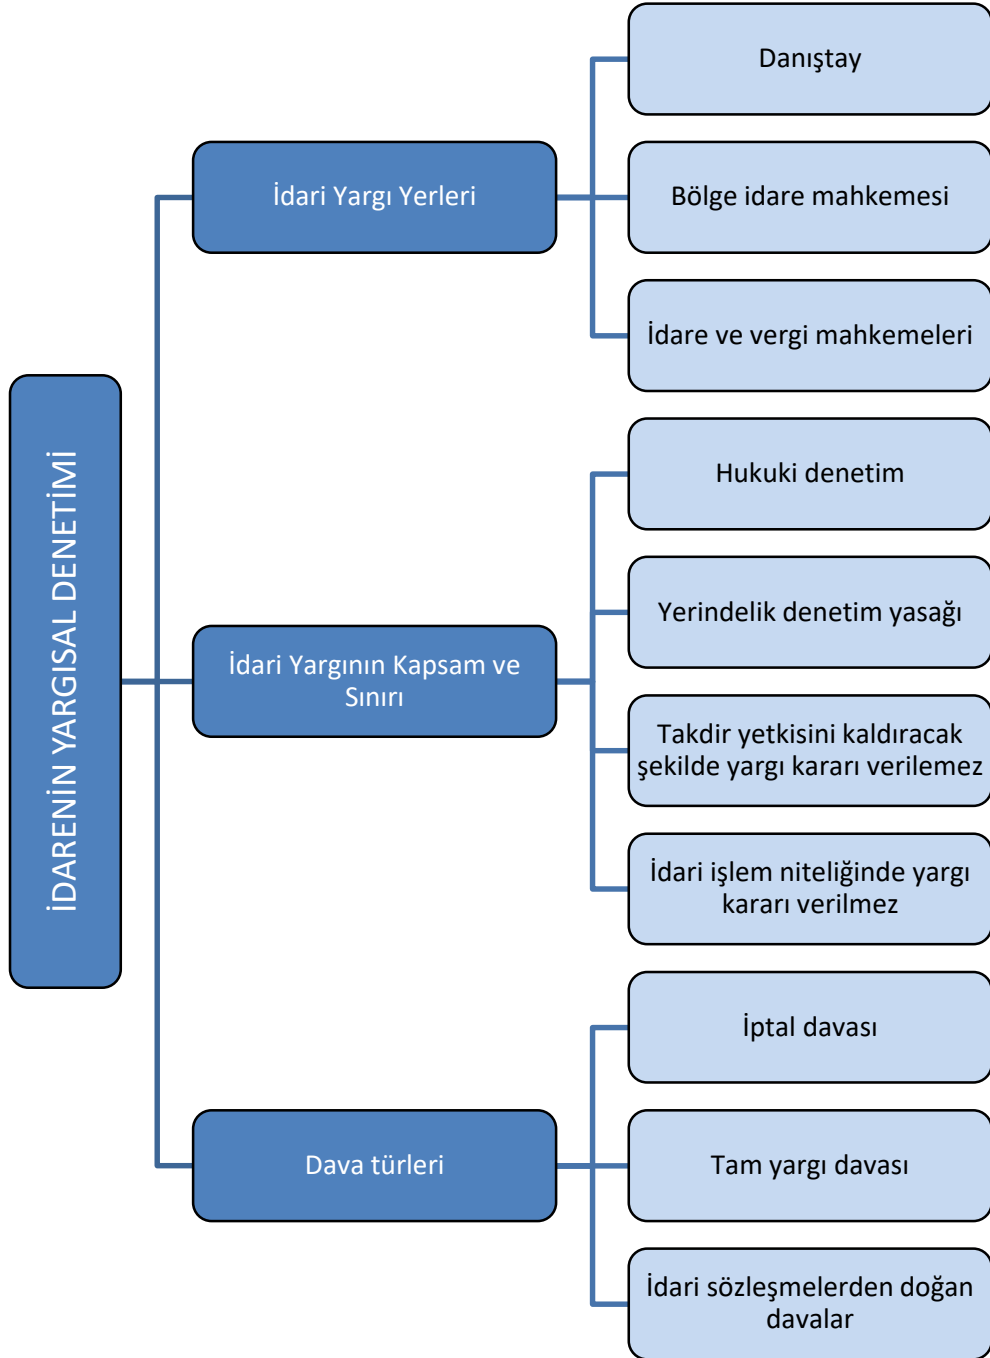 İDARENİN YARGISAL DENETİMİ
İdari Yargı Yerleri
Danıştay
Bölge idare mahkemesi
İdare ve vergi mahkemeleri
İdari Yargının Kapsam ve
Sınırı
Hukuki denetim
Yerindelik denetim yasağı
Takdir yetkisini kaldıracak
şekilde yargı kararı verilemez
İdari işlem niteliğinde yargı
kararı verilmez
Dava türleri
İptal davası
Tam yargı davası
İdari sözleşmelerden doğan
davalar